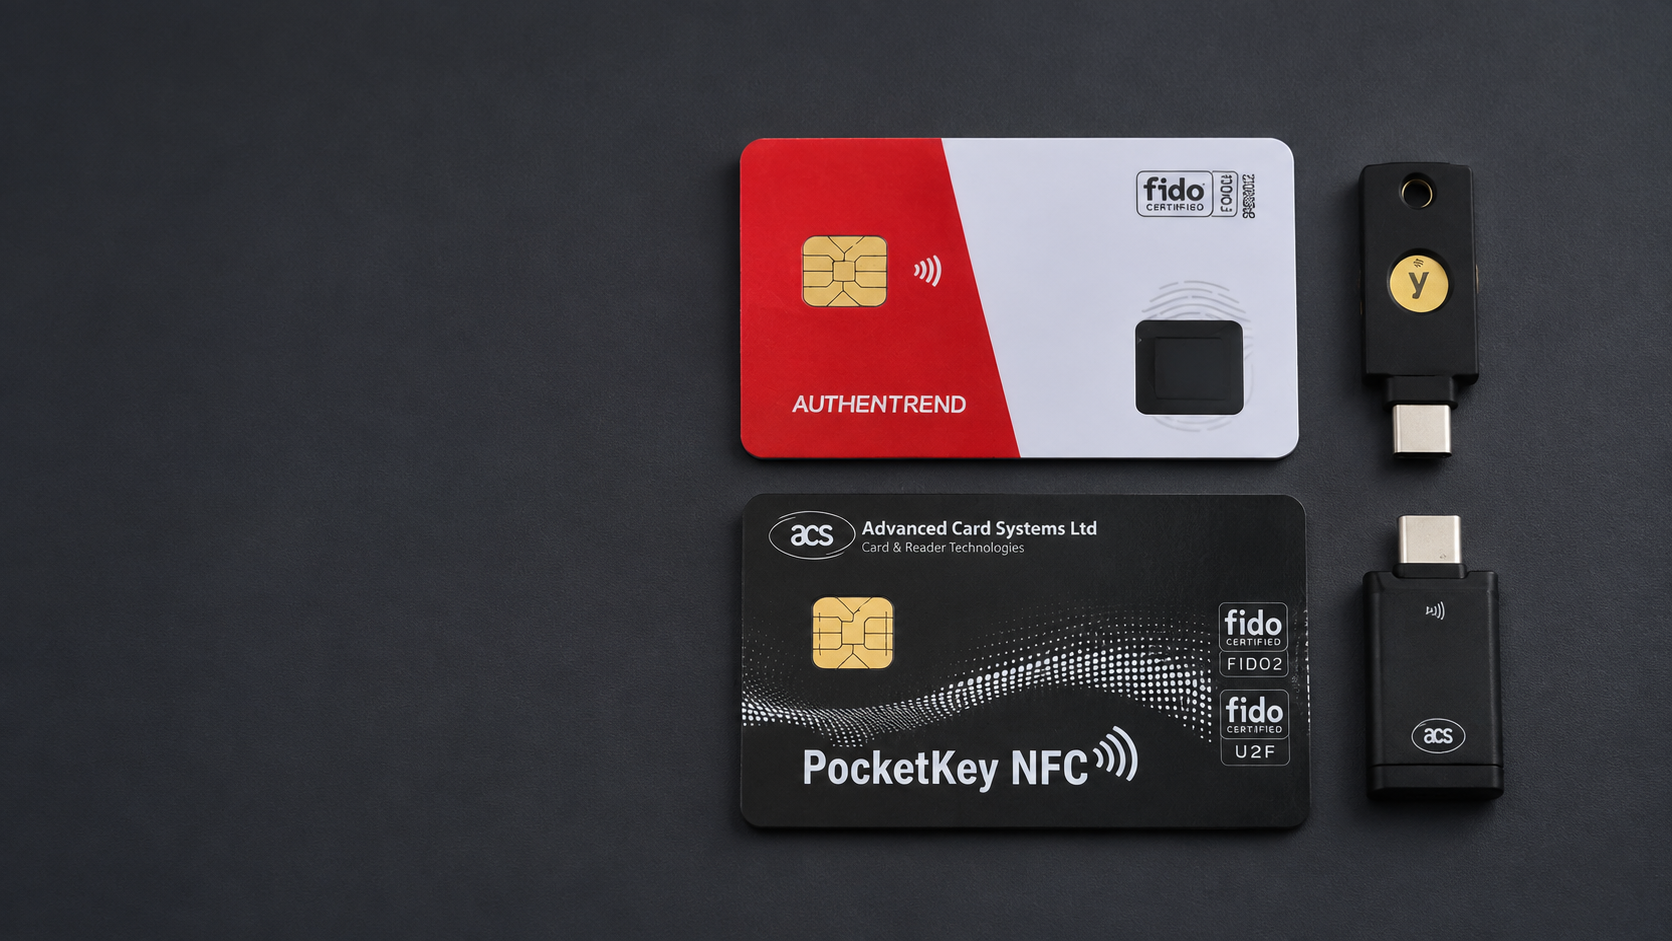 fido
CERTIFIED
AUTHENTREND
y
acs
Advanced Card Systems Ltd
Card & Reader Technologies
fido
CERTIFIED
FIDO2
fido
CERTIFIED
U2F
PocketKey NFC
acs